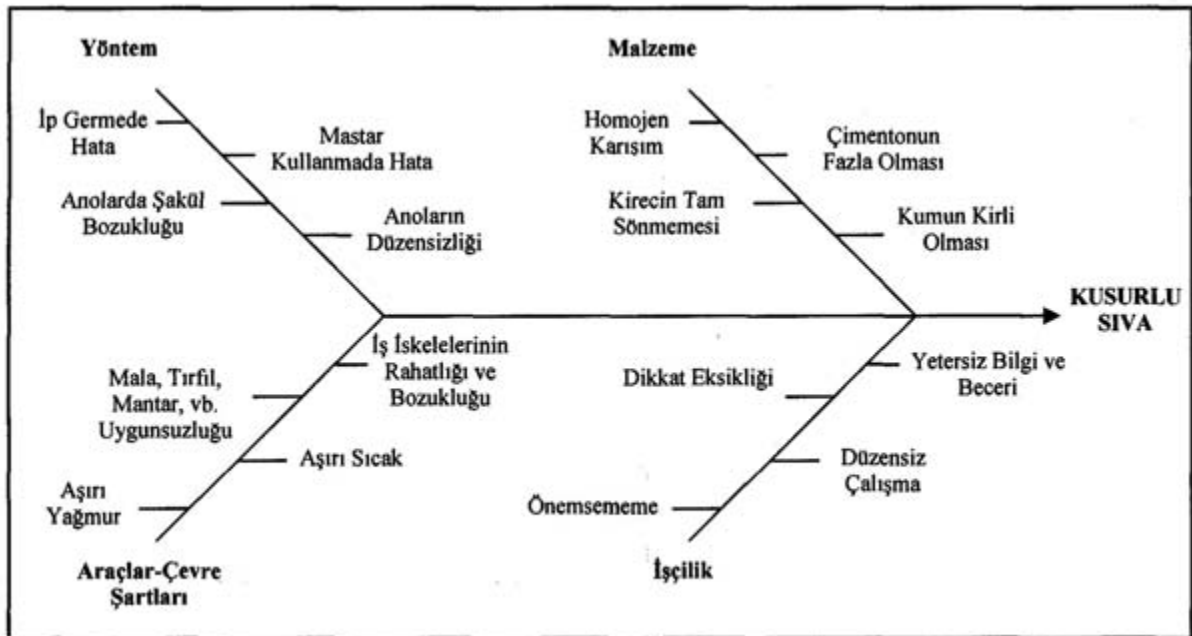 Yöntem
İp Germede
Hata
Mastar
Kullanmada Hata
Anolarda Şakül
Bozukluğu
Anoların
Düzensizliği
Malzeme
Homojen
Karışım
Çimentonun
Fazla Olması
Kirecin Tam
Sönmemesi
Kumun Kirli
Olması
KUSURLU
SIVA
İş İskelelerinin
Rahatlığı ve
Bozukluğu
Mala, Tırfıl,
Mantar, vb.
Uygunsuzluğu
Aşırı Sıcak
Aşırı
Yağmur
Araçlar-Çevre
Şartları
Yetersiz Bilgi ve
Beceri
Dikkat Eksikliği
Düzensiz
Çalışma
Önemsememe
İşçilik